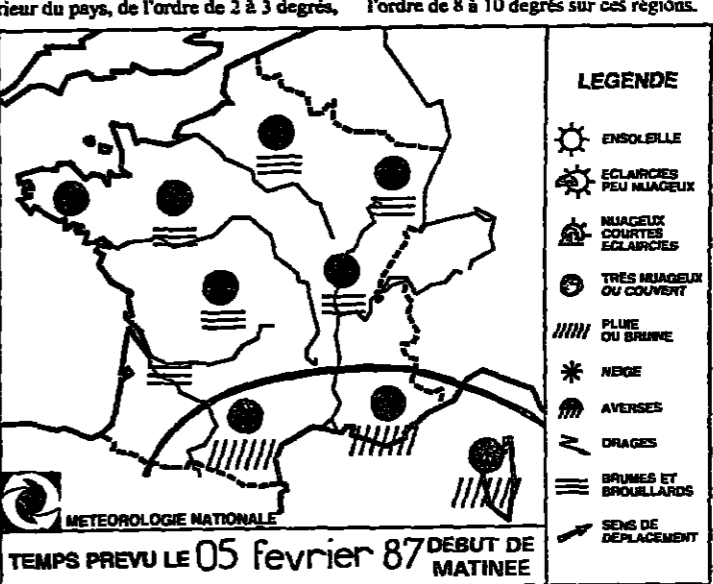 rieur du pays, de l'ordre de 2 à 3 degrés,
l'ordre de 8 à 10 degrés sur ces régions.
LEGENDE
ENSOLEILLE
ECLAIRCIES
PEU NUAGEUX
NUAGEUX
COURTES
ECLAIRCIES
TRÈS NUAGEUX
OU COUVERT
PLUIE
OU BRUINE
NEIGE
AVERSES
ORAGES
BRUMES ET
BROUILLARDS
SENS DE
DEPLACEMENT
METEOROLOGIE NATIONALE
TEMPS PREVU LE 05 fevrier 87 DEBUT DE
MATINEE